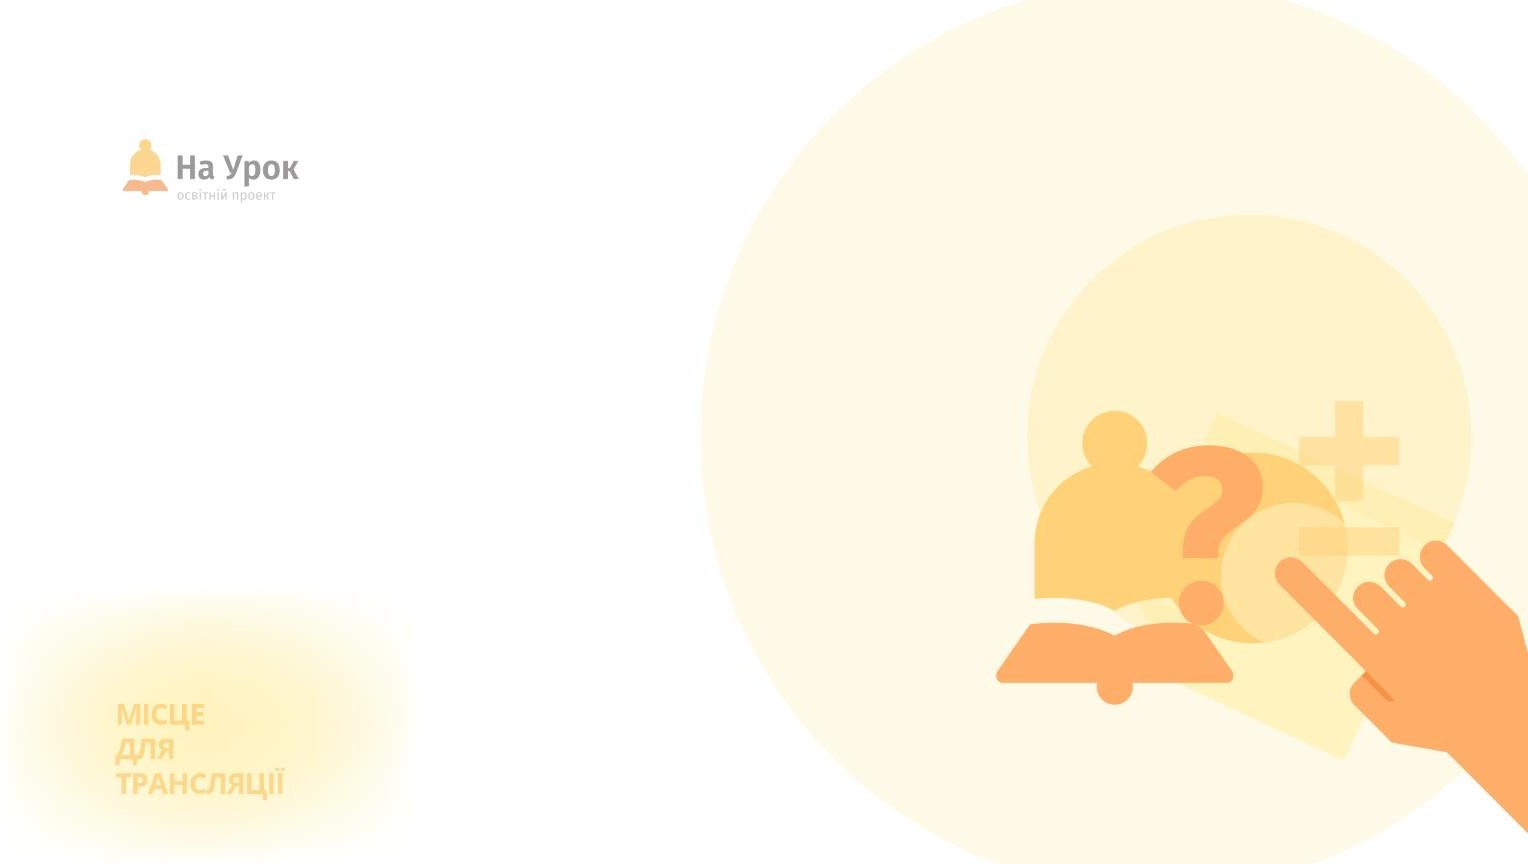 На Урок
освітній проект
?
МІСЦЕ
ДЛЯ
ТРАНСЛЯЦІЇ